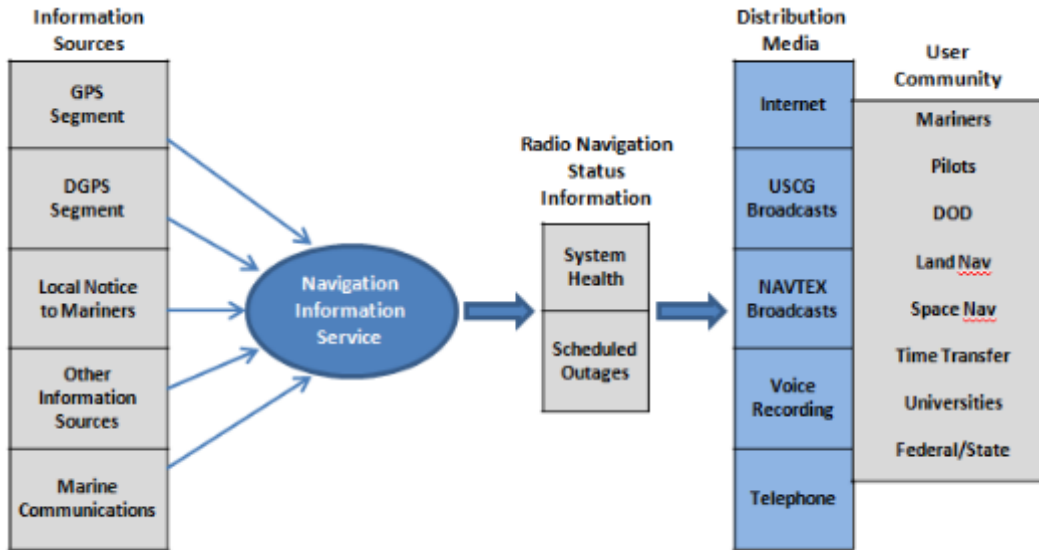 Information
Sources
GPS
Segment
DGPS
Segment
Local Notice
to Mariners
Other
Information
Sources
Marine
Communications
Navigation
Information
Service
Radio Navigation
Status
Information
System
Health
Scheduled
Outages
Distribution
Media
Internet
USCG
Broadcasts
NAVTEX
Broadcasts
Voice
Recording
Telephone
User
Community
Mariners
Pilots
DOD
Land Nav
Space Nav
Time Transfer
Universities
Federal/State